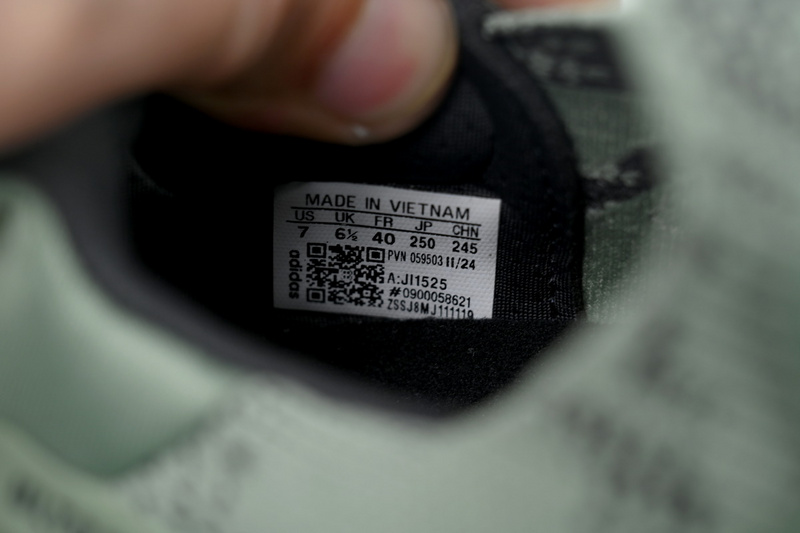 MADE IN VIETNAM
US UK FR JP CHN
7 6½ 40 250 245
PVN 059503 11/24
A:JI1525
#0900058621
ZSSJ8MJ111119
adidas